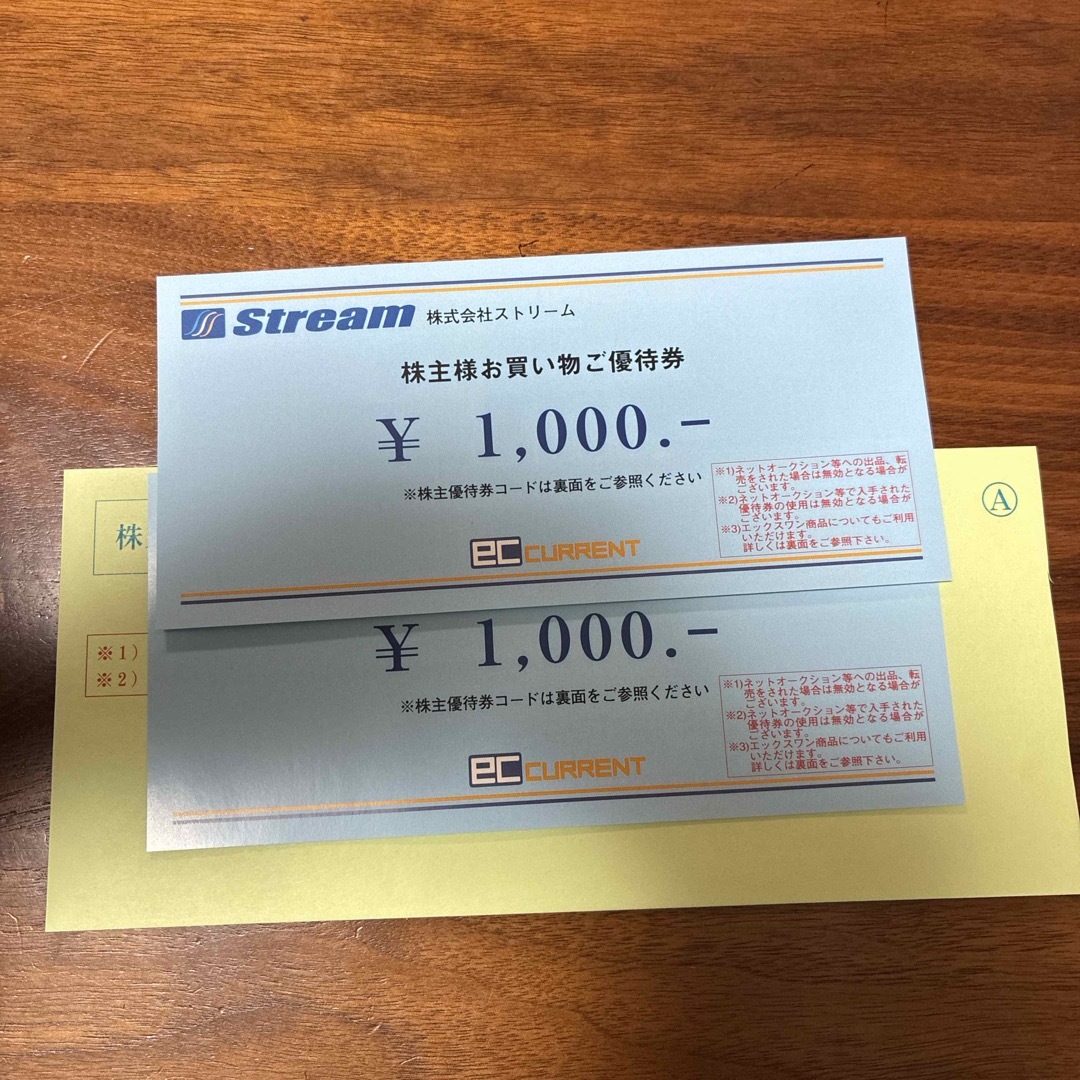 Stream 株式会社ストリーム
株主様お買い物ご優待券
¥ 1,000.-
※株主優待券コードは裏面をご参照ください
※1)ネットオークション等への出品、転
売をされた場合は無効となる場合が
ございます。
※2)ネットオークション等で入手された
優待券の使用は無効となる場合が
ございます。
※3)エックスワン商品についてもご利用
いただけます。
詳しくは裏面をご参照下さい。
eC CURRENT
株
A
※1)
※2)
¥ 1,000.-
※株主優待券コードは裏面をご参照ください
※1)ネットオークション等への出品、転
売をされた場合は無効となる場合が
ございます。
※2)ネットオークション等で入手された
優待券の使用は無効となる場合が
ございます。
※3)エックスワン商品についてもご利用
いただけます。
詳しくは裏面をご参照下さい。
eC CURRENT